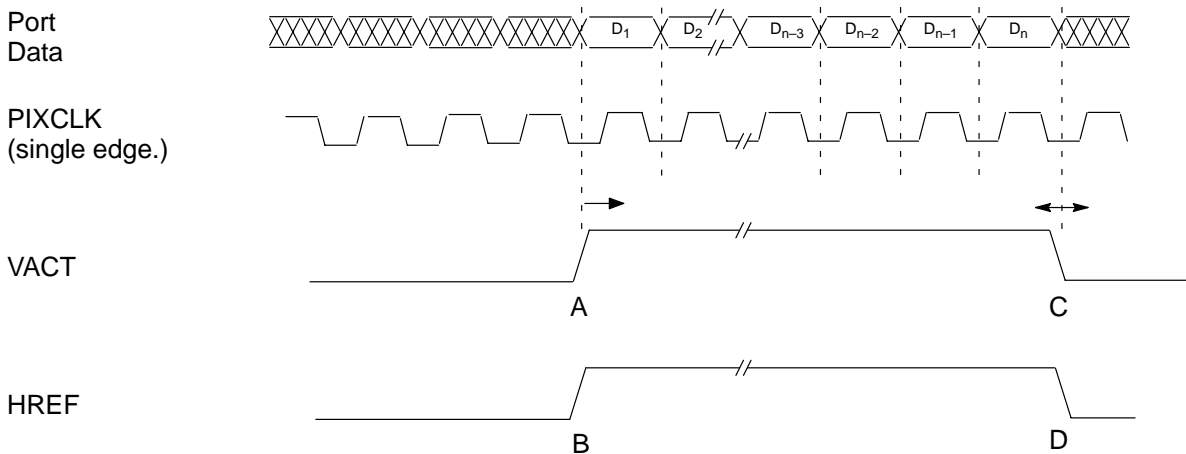 Port
Data
D1 D2 Dn–3 Dn–2 Dn–1 Dn
PIXCLK
(single edge.)
VACT
A C
HREF
B D